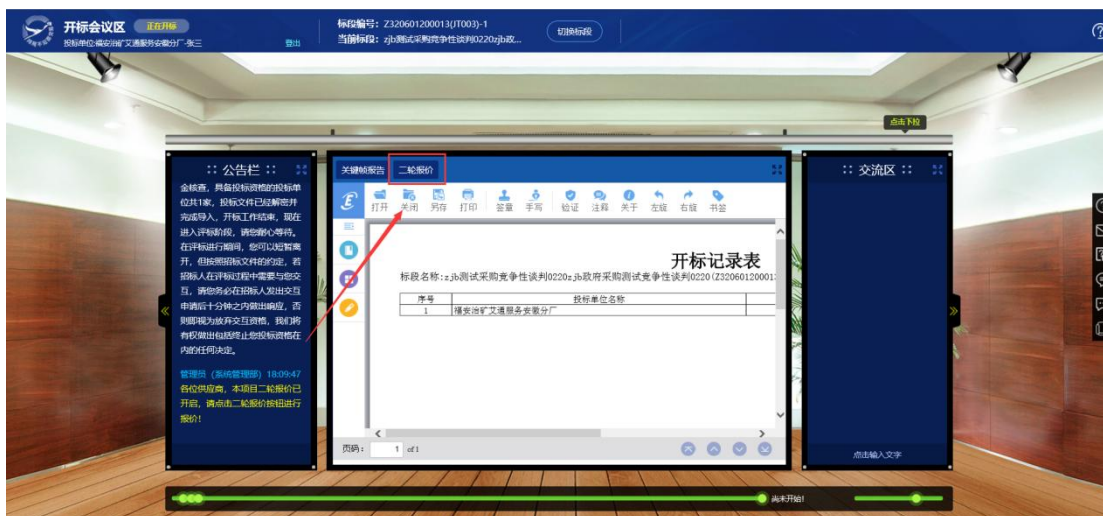 开标会议区 正在开标
投标单位:福安冶矿艾通服务安徽分厂-张三 登出
标段编号：Z320601200013(JT003)-1
当前标段：zjb测试采购竞争性谈判0220zjb政...
切换标段
点击下拉
:: 公告栏 ::
金核查，具备投标资格的投标单
位共1家，投标文件已经解密并
完成导入，开标工作结束，现在
进入评标阶段，请您耐心等待。
在评标进行期间，您可以短暂离
开，但按照招标文件的约定，若
招标人在评标过程中需要与您交
互，请您务必在招标人发出交互
申请后十分钟之内做出响应，否
则即视为放弃交互资格，我们将
有权做出包括终止您投标资格在
内的任何决定。
管理员（系统管理部）18:09:47
各位供应商，本项目二轮报价已
开启，请点击二轮报价按钮进行
报价！
关键帧报告 二轮报价
打开 关闭 另存 打印 签章 手写 验证 注释 关于 左旋 右旋 书签
开标记录表
标段名称:zjb测试采购竞争性谈判0220zjb政府采购测试竞争性谈判0220(Z32060120001
序号 投标单位名称
1 福安冶矿艾通服务安徽分厂
页码： 1 of 1
:: 交流区 ::
点击输入文字
尚未开始!